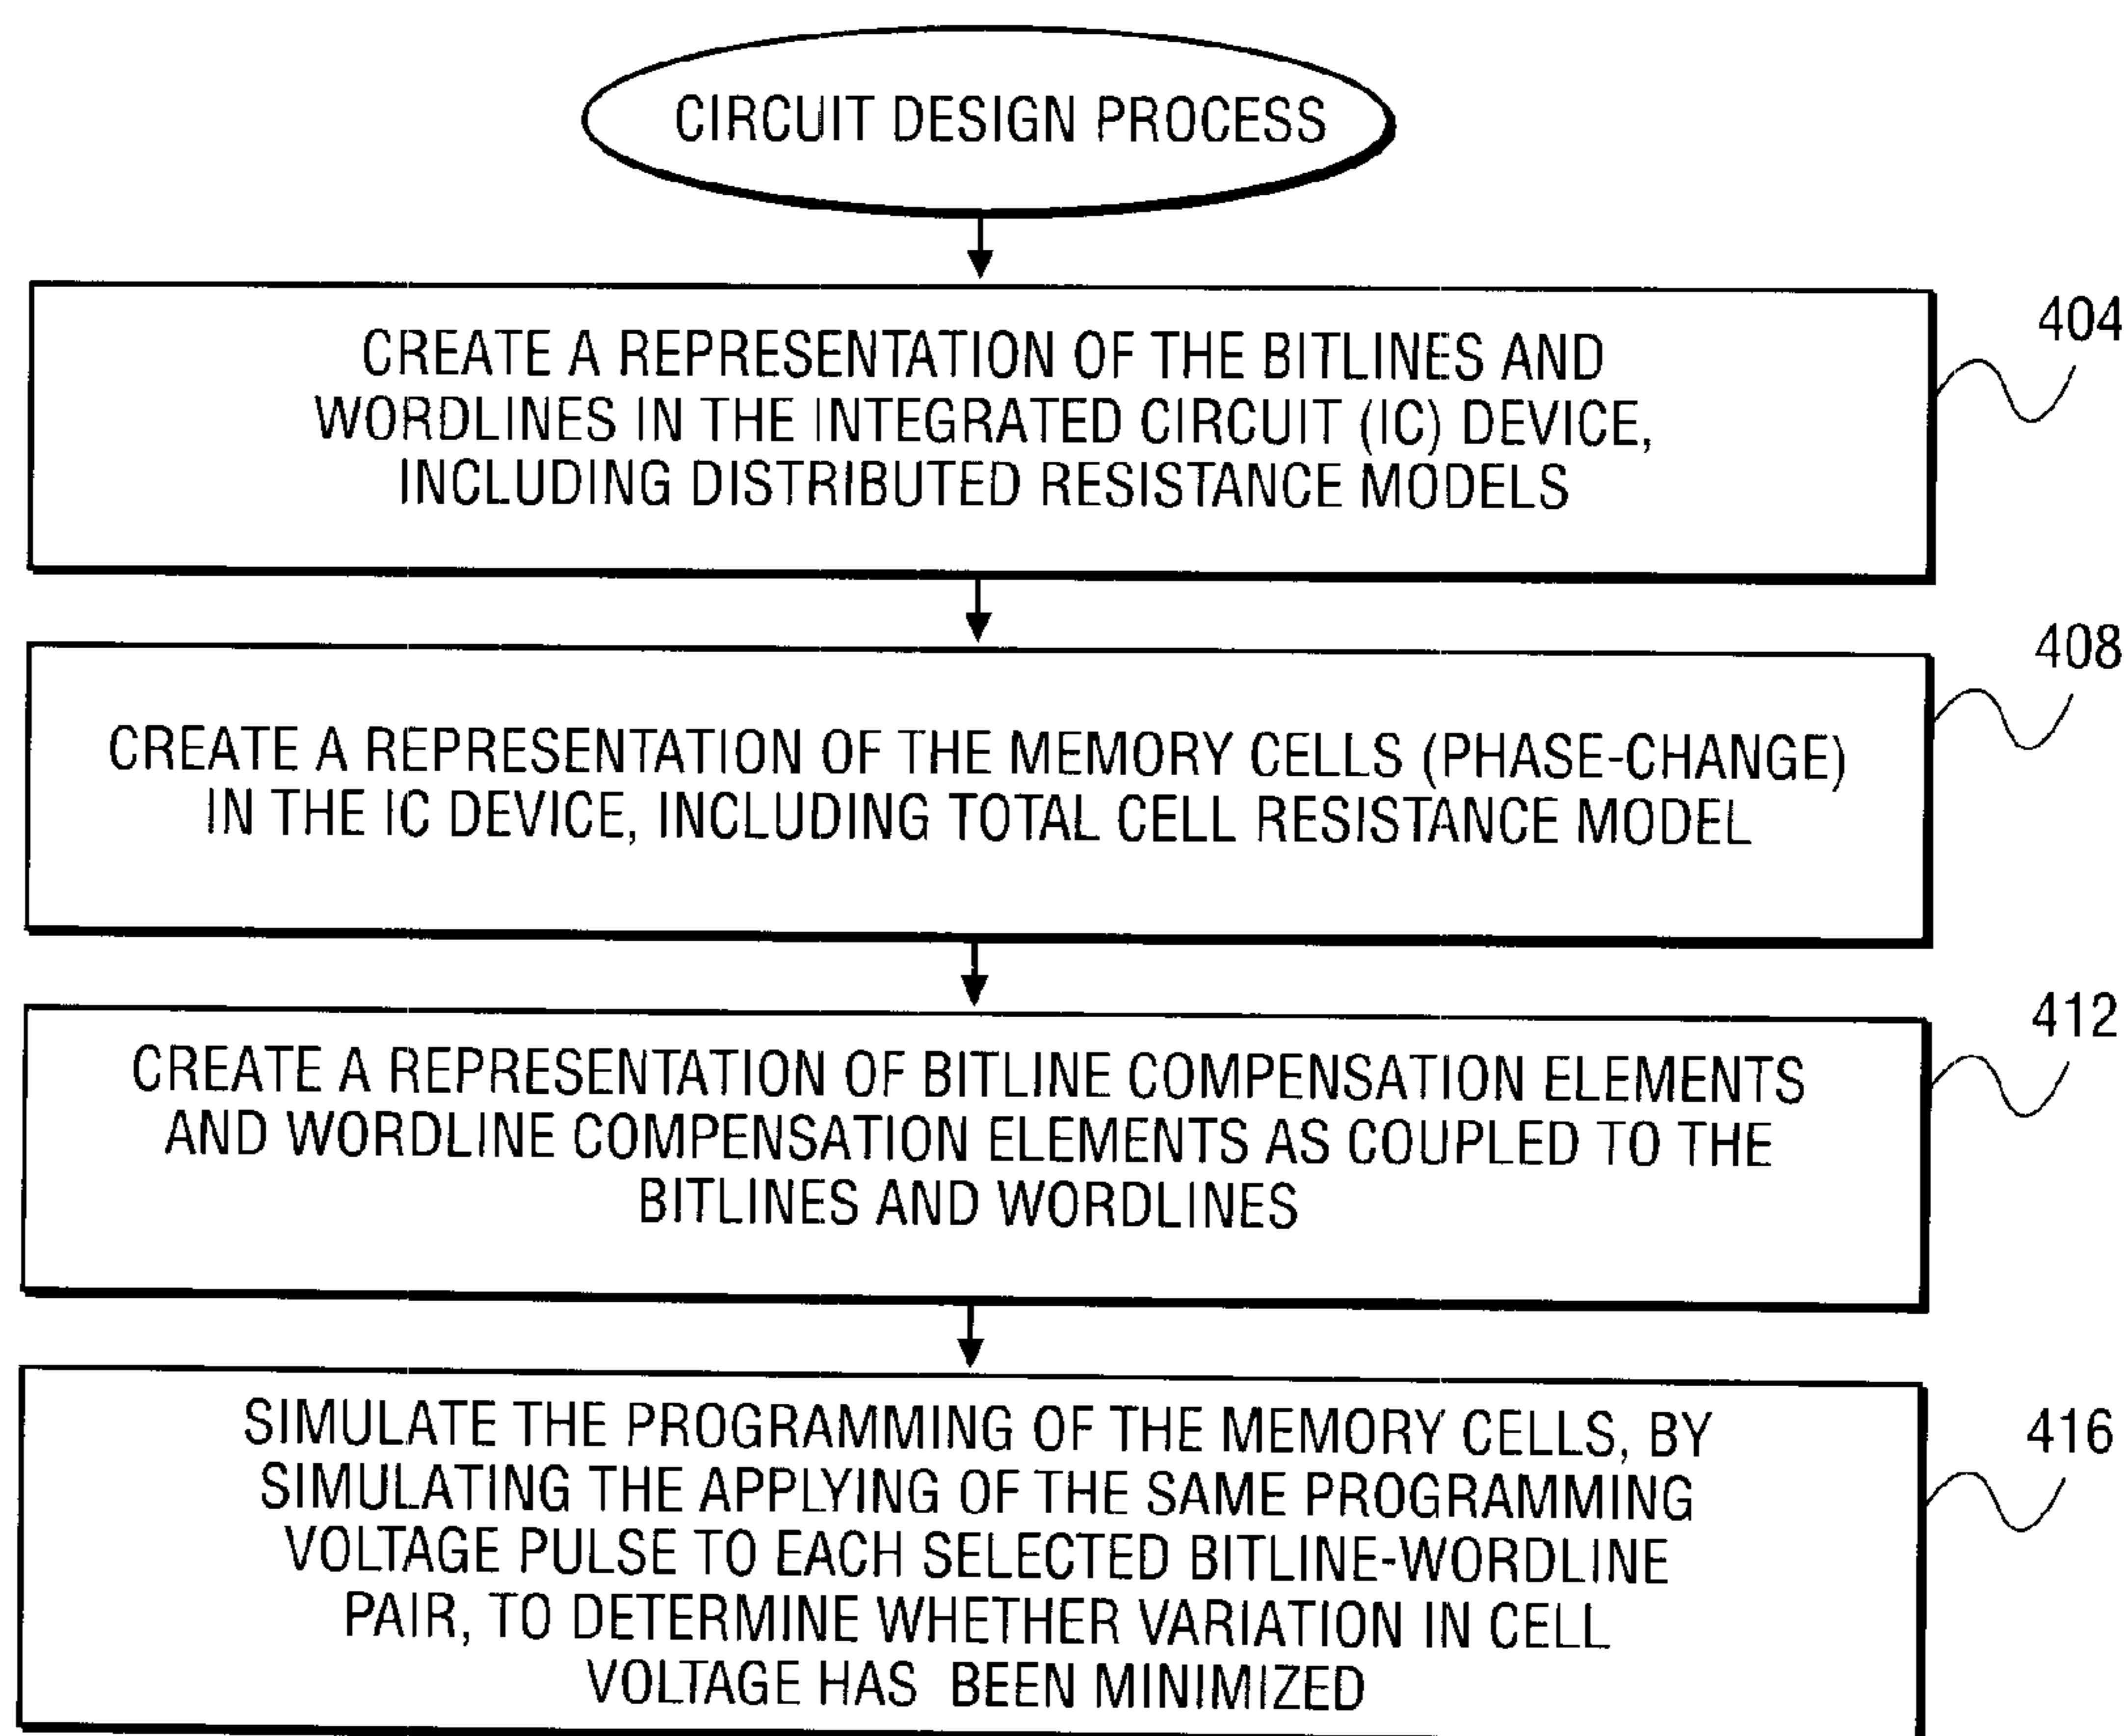 CIRCUIT DESIGN PROCESS
CREATE A REPRESENTATION OF THE BITLINES AND
WORDLINES IN THE INTEGRATED CIRCUIT (IC) DEVICE,
INCLUDING DISTRIBUTED RESISTANCE MODELS
404
CREATE A REPRESENTATION OF THE MEMORY CELLS (PHASE-CHANGE)
IN THE IC DEVICE, INCLUDING TOTAL CELL RESISTANCE MODEL
408
CREATE A REPRESENTATION OF BITLINE COMPENSATION ELEMENTS
AND WORDLINE COMPENSATION ELEMENTS AS COUPLED TO THE
BITLINES AND WORDLINES
412
SIMULATE THE PROGRAMMING OF THE MEMORY CELLS, BY
SIMULATING THE APPLYING OF THE SAME PROGRAMMING
VOLTAGE PULSE TO EACH SELECTED BITLINE-WORDLINE
PAIR, TO DETERMINE WHETHER VARIATION IN CELL
VOLTAGE HAS BEEN MINIMIZED
416